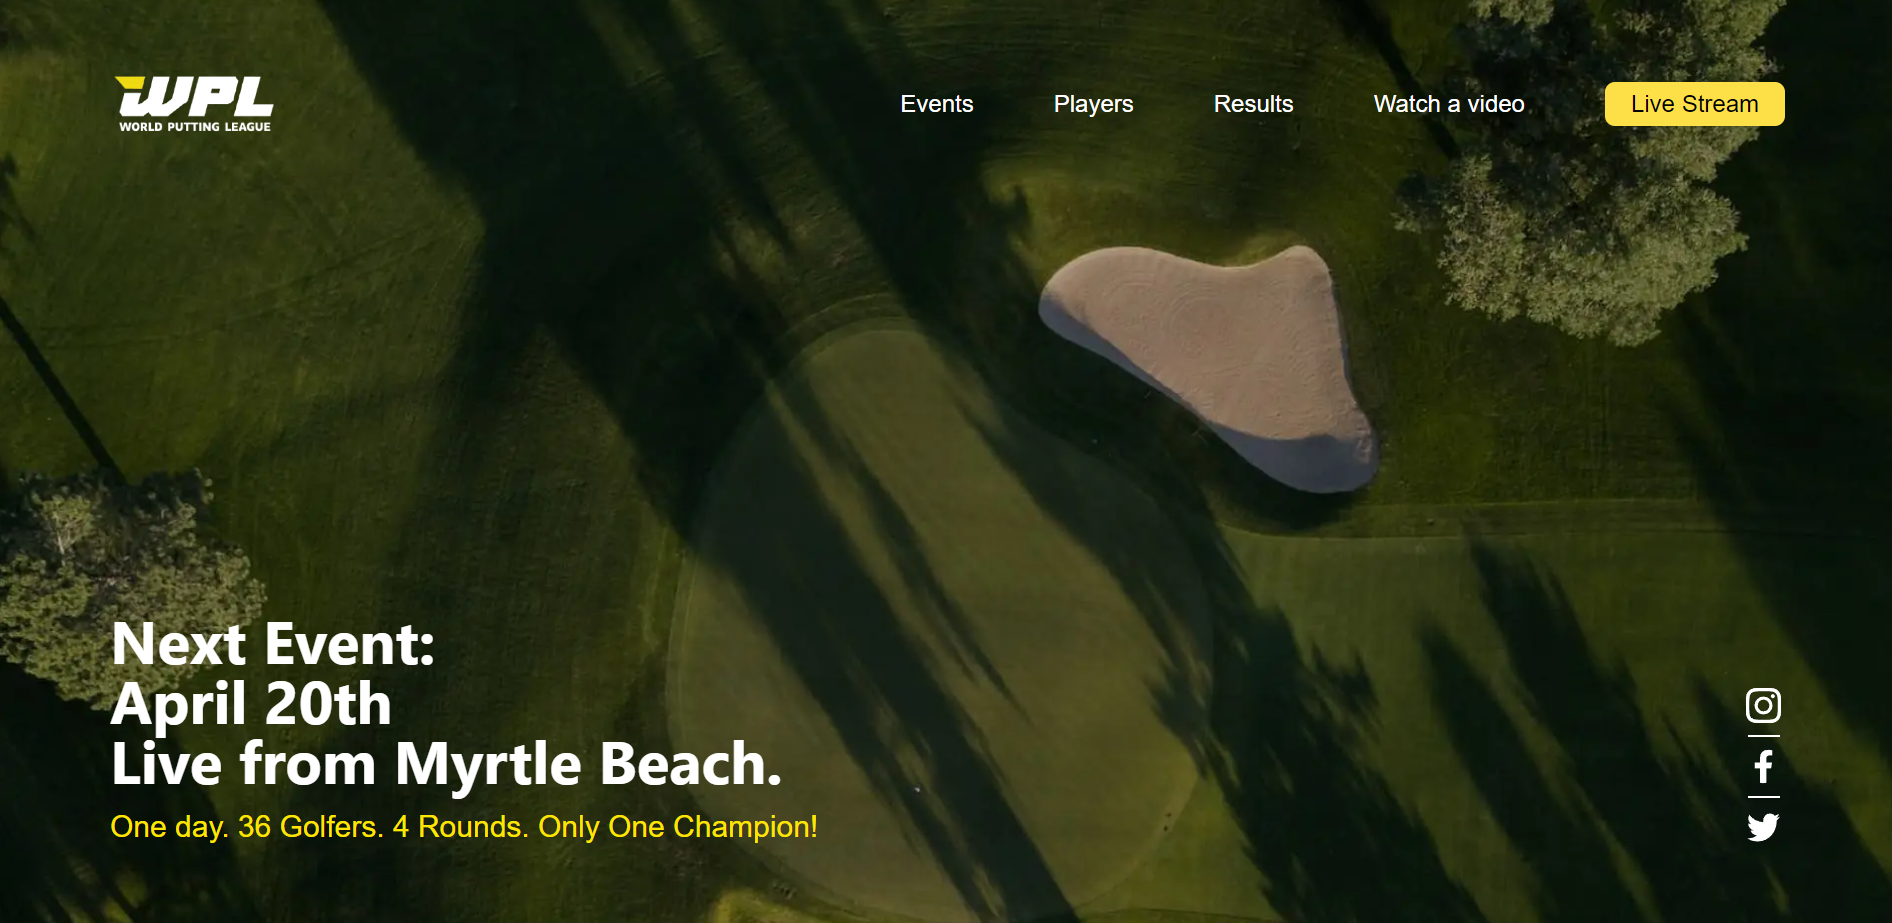 WPL
WORLD PUTTING LEAGUE
Events
Players
Results
Watch a video
Live Stream
Next Event:
April 20th
Live from Myrtle Beach.
One day. 36 Golfers. 4 Rounds. Only One Champion!